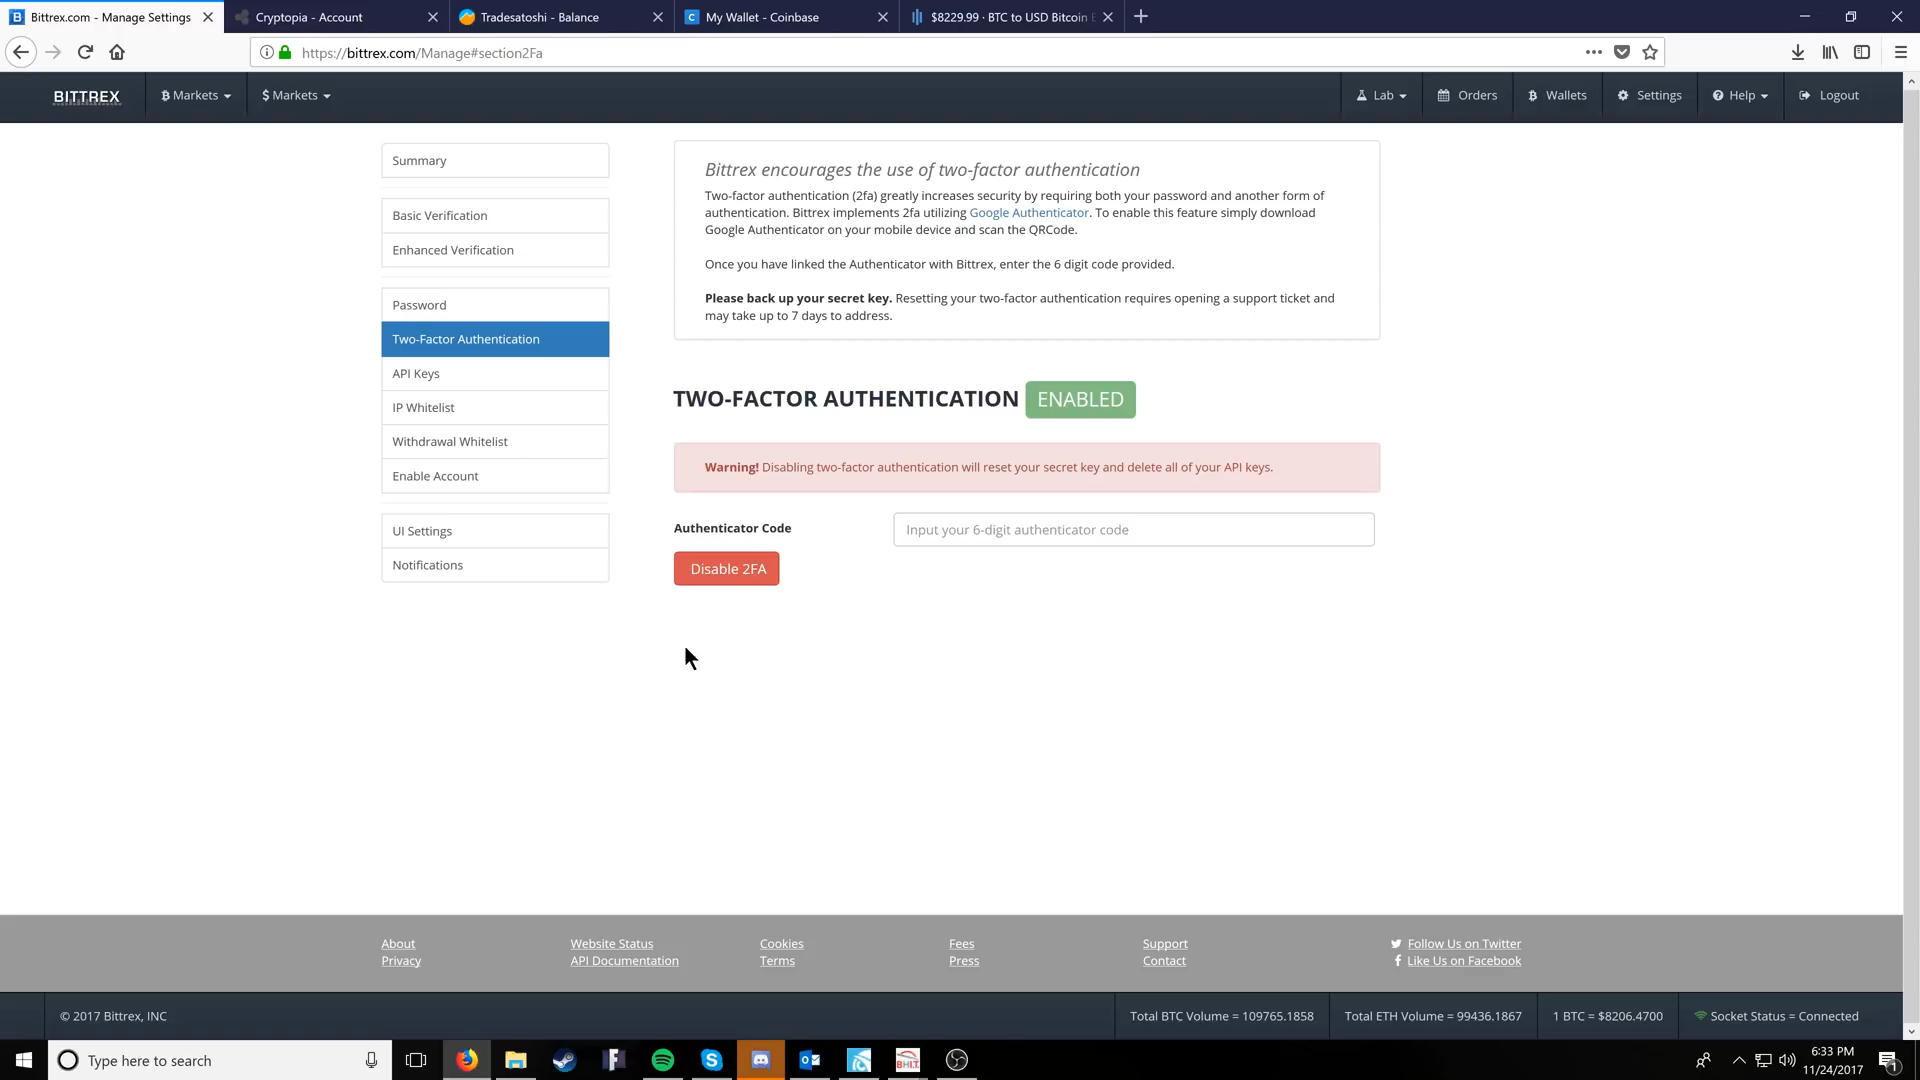 Bittrex.com - Manage Settings
Cryptopia - Account
Tradesatoshi - Balance
My Wallet - Coinbase
$8229.99 · BTC to USD Bitcoin
https://bittrex.com/Manage#section2Fa
BITTREX
Markets
$ Markets
Lab
Orders
Wallets
Settings
Help
Logout
Summary
Basic Verification
Enhanced Verification
Password
Two-Factor Authentication
API Keys
IP Whitelist
Withdrawal Whitelist
Enable Account
UI Settings
Notifications
Bittrex encourages the use of two-factor authentication
Two-factor authentication (2fa) greatly increases security by requiring both your password and another form of
authentication. Bittrex implements 2fa utilizing Google Authenticator. To enable this feature simply download
Google Authenticator on your mobile device and scan the QRCode.
Once you have linked the Authenticator with Bittrex, enter the 6 digit code provided.
Please back up your secret key. Resetting your two-factor authentication requires opening a support ticket and
may take up to 7 days to address.
TWO-FACTOR AUTHENTICATION ENABLED
Warning! Disabling two-factor authentication will reset your secret key and delete all of your API keys.
Authenticator Code
Input your 6-digit authenticator code
Disable 2FA
About
Website Status
Cookies
Fees
Support
Follow Us on Twitter
Privacy
API Documentation
Terms
Press
Contact
Like Us on Facebook
© 2017 Bittrex, INC
Total BTC Volume = 109765.1858
Total ETH Volume = 99436.1867
1 BTC = $8206.4700
Socket Status = Connected
Type here to search
6:33 PM
11/24/2017